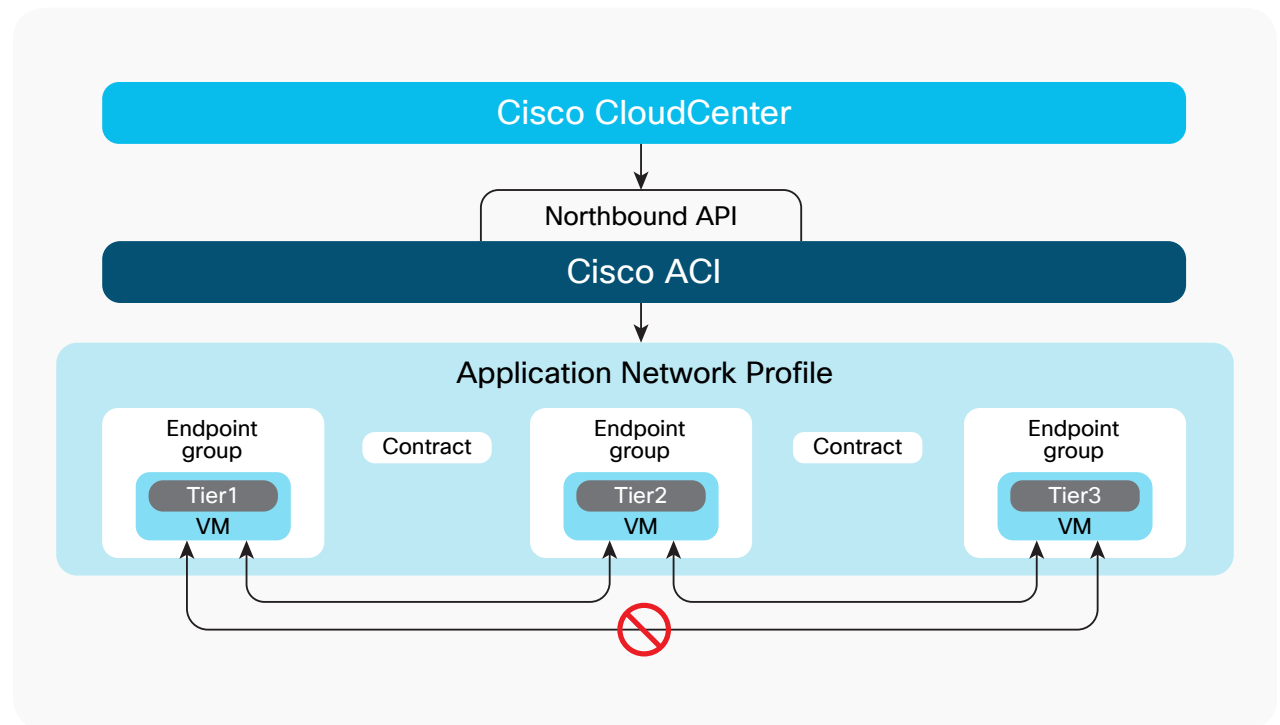 Cisco CloudCenter
Northbound API
Cisco ACI
Application Network Profile
Endpoint
group
Tier1
VM
Contract
Endpoint
group
Tier2
VM
Contract
Endpoint
group
Tier3
VM